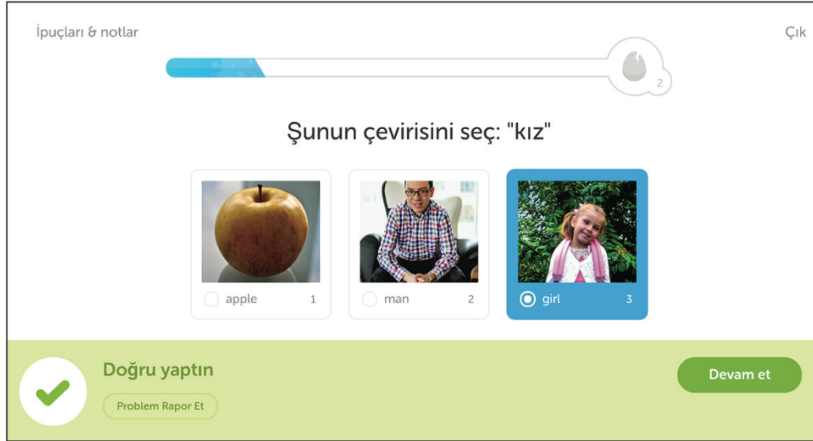 İpuçları & notlar
Çık
2
Şunun çevirisini seç: "kız"
apple 1
man 2
girl 3
Doğru yaptın
Problem Rapor Et
Devam et